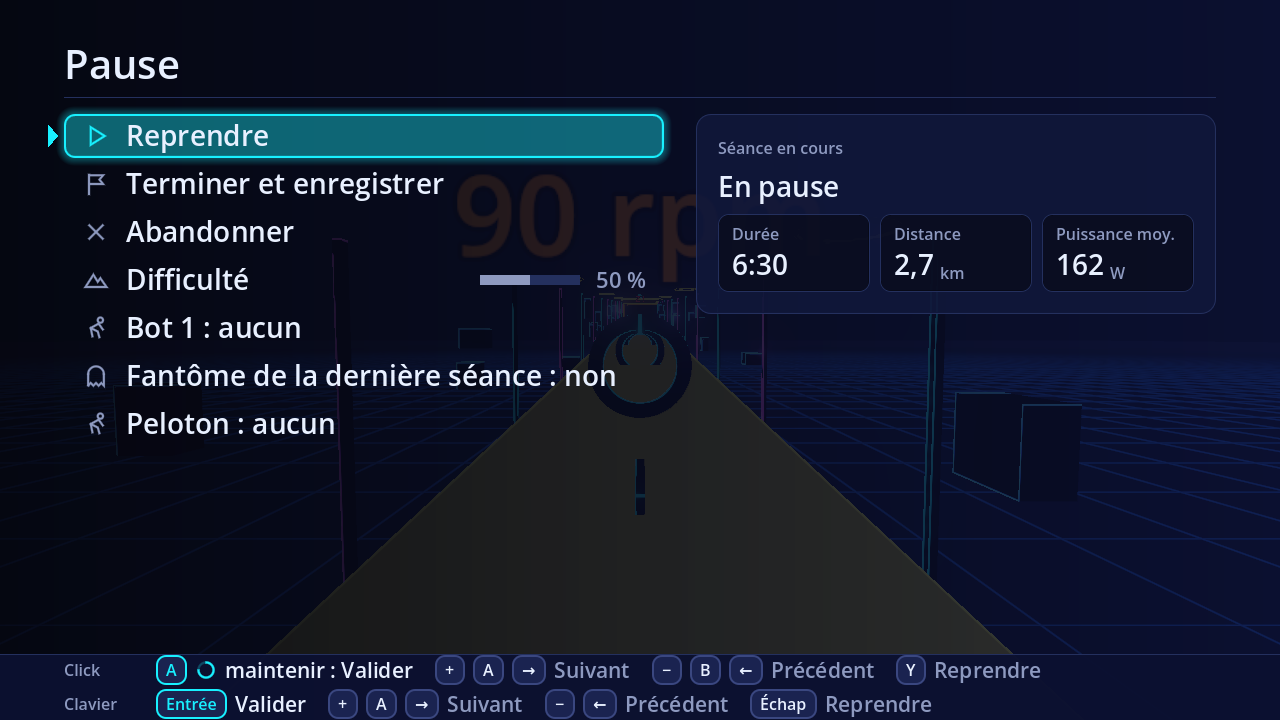 Pause
Reprendre
Terminer et enregistrer
Abandonner
Difficulté 50 %
Bot 1 : aucun
Fantôme de la dernière séance : non
Peloton : aucun
90
Séance en cours
En pause
Durée
6:30
Distance
2,7 km
Puissance moy.
162 W
Click A maintenir : Valider + A → Suivant − B ← Précédent Y Reprendre
Clavier Entrée Valider + A → Suivant − ← Précédent Échap Reprendre